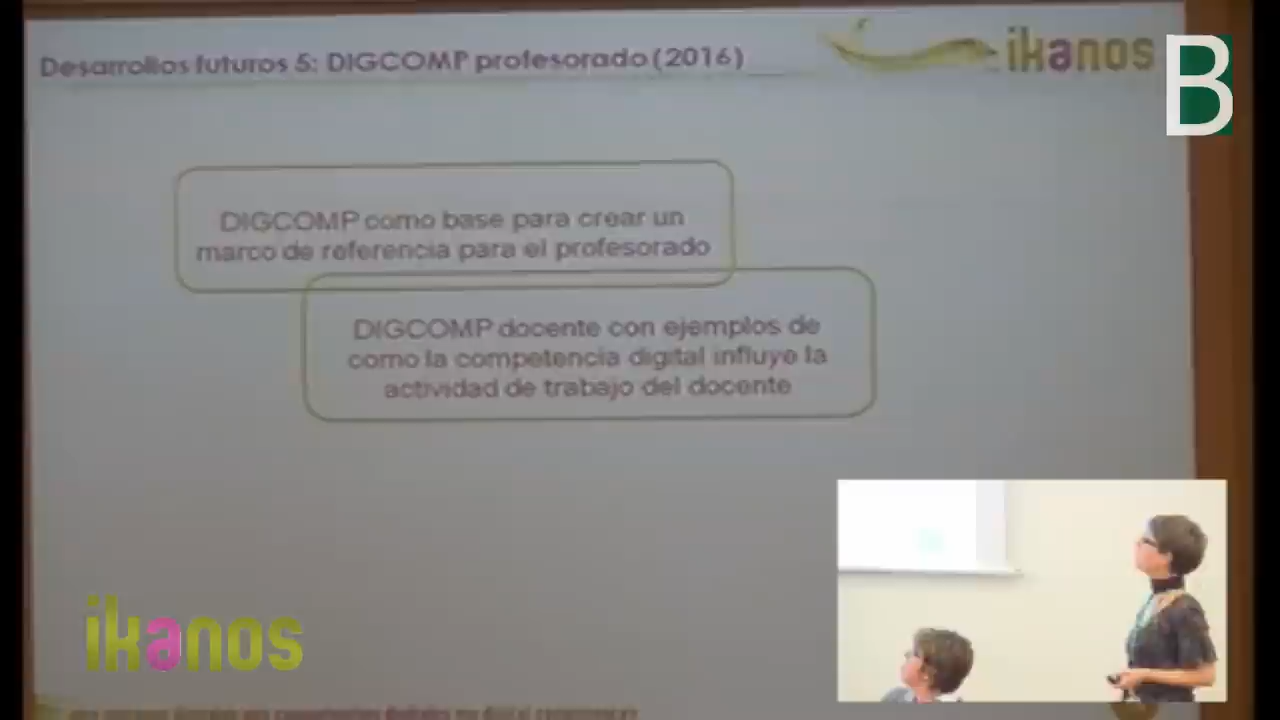 Desarrollos futuros 5: DIGCOMP profesorado (2016)
ikanos
B
DIGCOMP como base para crear un
marco de referencia para el profesorado
DIGCOMP docente con ejemplos de
como la competencia digital influye la
actividad de trabajo del docente
ikanos